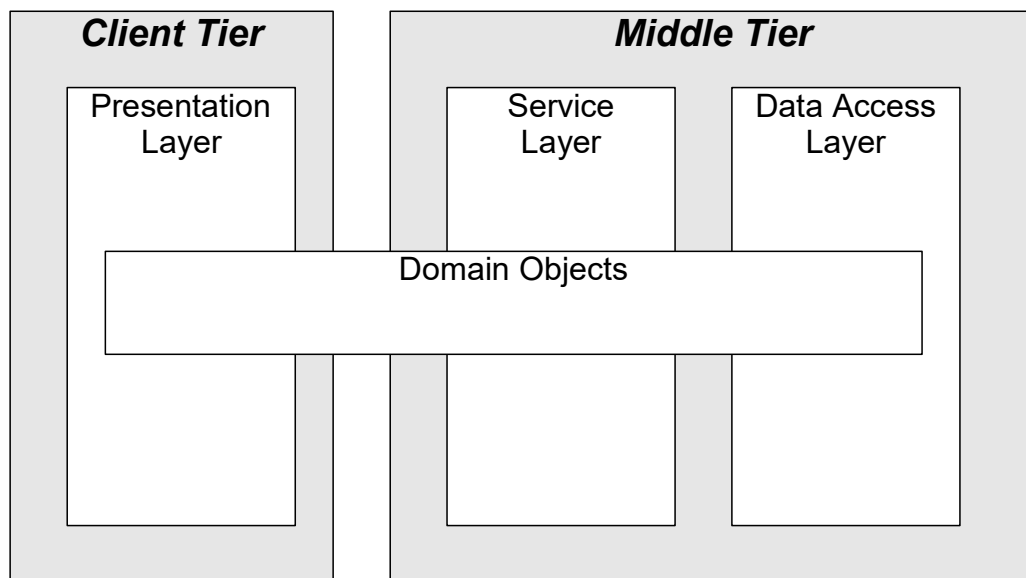 Client Tier
Middle Tier
Presentation
Layer
Service
Layer
Data Access
Layer
Domain Objects